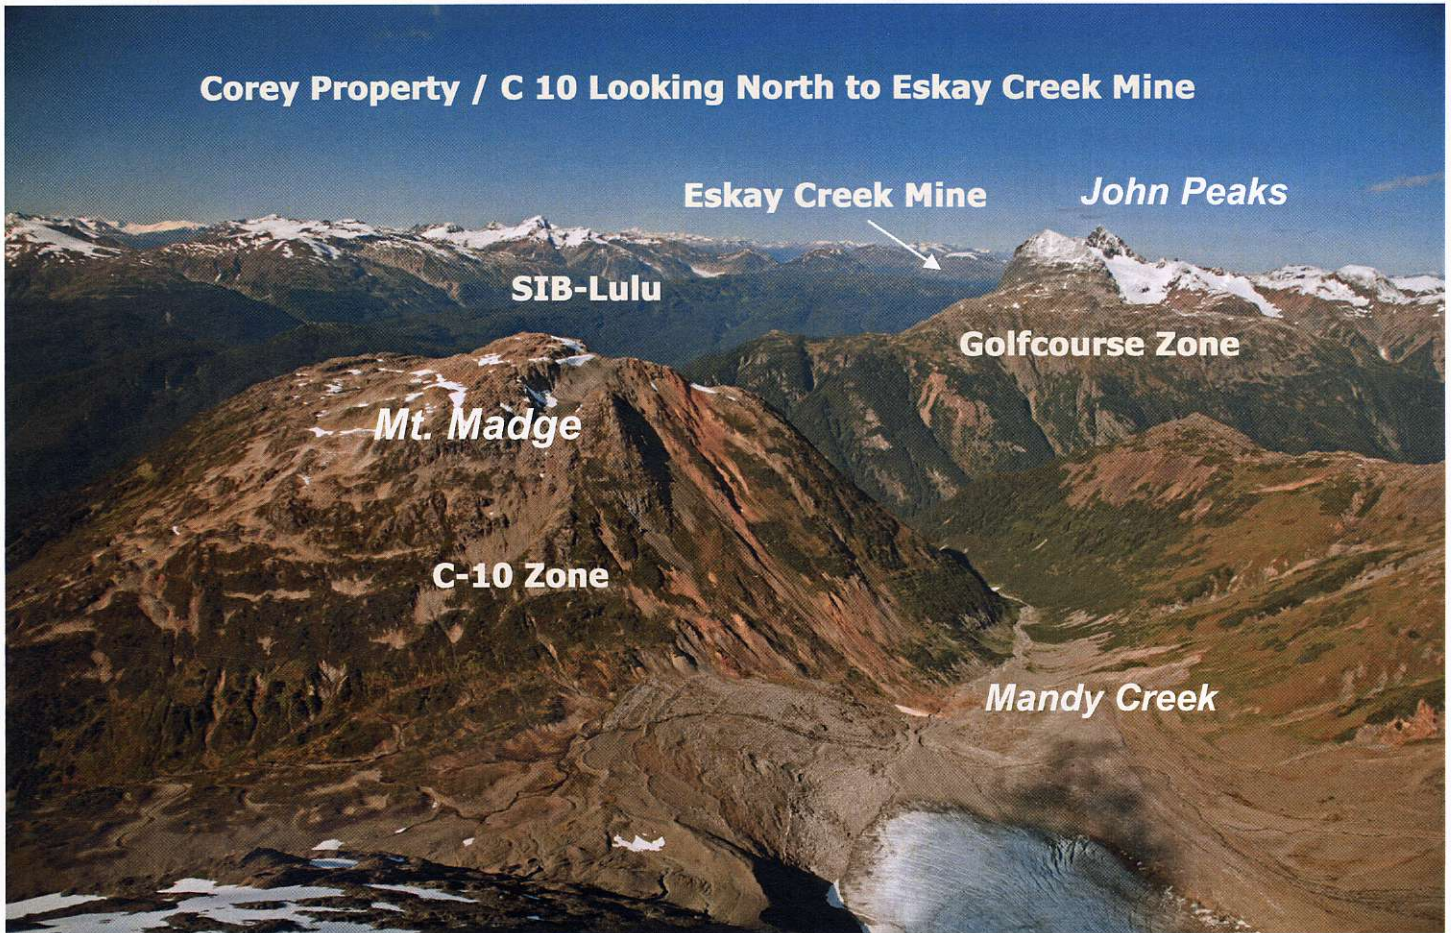 Corey Property / C 10 Looking North to Eskay Creek Mine
John Peaks
Eskay Creek Mine
SIB-Lulu
Golfcourse Zone
Mt. Madge
C-10 Zone
Mandy Creek